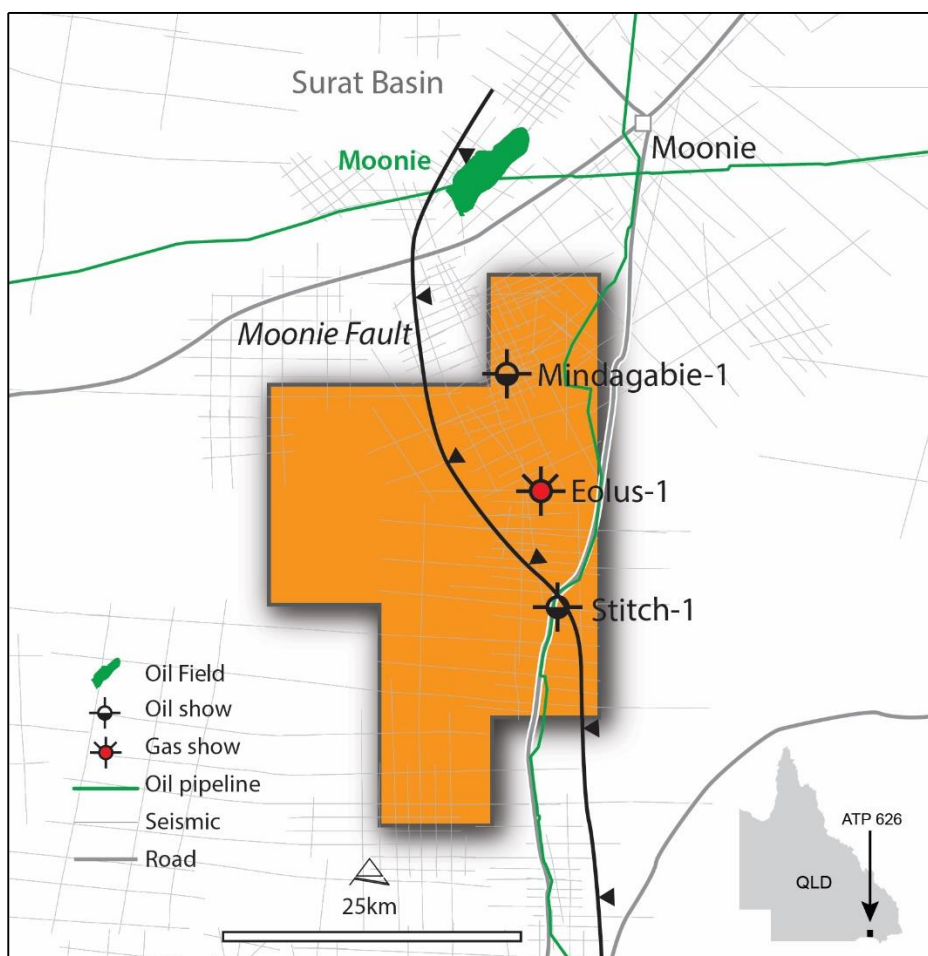 Surat Basin
Moonie
Moonie
Moonie Fault
Mindagabie-1
Eolus-1
Stitch-1
Oil Field
Oil show
Gas show
Oil pipeline
Seismic
Road
25km
ATP 626
QLD